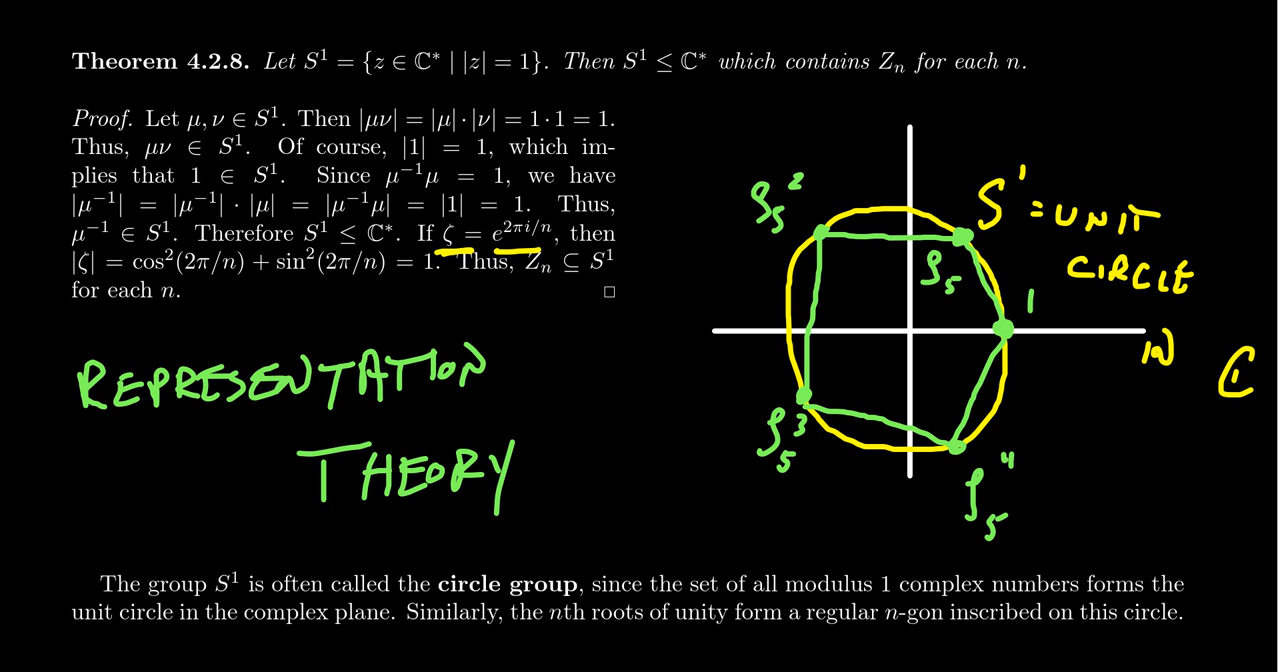 Theorem 4.2.8. Let S¹ = {z ∈ ℂ* | |z| = 1}. Then S¹ ≤ ℂ* which contains Zₙ for each n.
Proof. Let μ, ν ∈ S¹. Then |μν| = |μ|·|ν| = 1·1 = 1.
Thus, μν ∈ S¹. Of course, |1| = 1, which im-
plies that 1 ∈ S¹. Since μ⁻¹μ = 1, we have
|μ⁻¹| = |μ⁻¹| · |μ| = |μ⁻¹μ| = |1| = 1. Thus,
μ⁻¹ ∈ S¹. Therefore S¹ ≤ ℂ*. If ζ = e^{2πi/n}, then
|ζ| = cos²(2π/n) + sin²(2π/n) = 1. Thus, Zₙ ⊆ S¹
for each n. □
REPRESENTATION
THEORY
ζ₅²
S¹ = UNIT
CIRCLE
ζ₅
1
ℂ
ζ₅³
ζ₅⁴
The group S¹ is often called the circle group, since the set of all modulus 1 complex numbers forms the
unit circle in the complex plane. Similarly, the nth roots of unity form a regular n-gon inscribed on this circle.